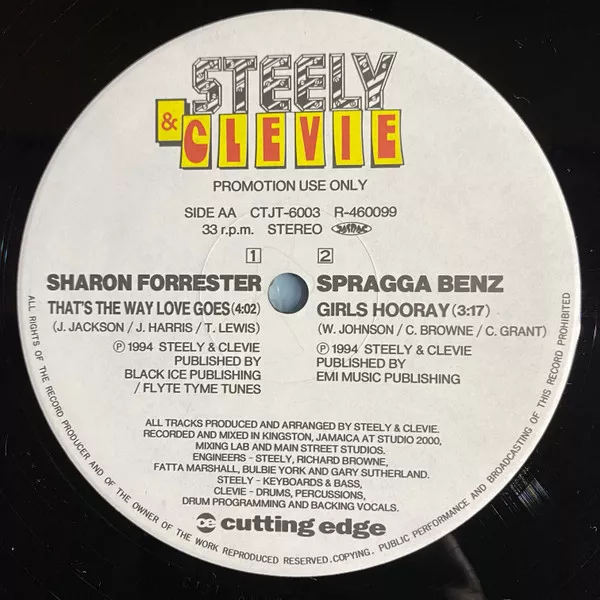 STEELY
& CLEVIE
PROMOTION USE ONLY
SIDE AA CTJT-6003 R-460099
33 r.p.m. STEREO JASRAC
1
SHARON FORRESTER
THAT'S THE WAY LOVE GOES (4:02)
(J. JACKSON / J. HARRIS / T. LEWIS)
℗ 1994 STEELY & CLEVIE
PUBLISHED BY
BLACK ICE PUBLISHING
/ FLYTE TYME TUNES
2
SPRAGGA BENZ
GIRLS HOORAY (3:17)
(W. JOHNSON / C. BROWNE / C. GRANT)
℗ 1994 STEELY & CLEVIE
PUBLISHED BY
EMI MUSIC PUBLISHING
ALL TRACKS PRODUCED AND ARRANGED BY STEELY & CLEVIE.
RECORDED AND MIXED IN KINGSTON, JAMAICA AT STUDIO 2000,
MIXING LAB AND MAIN STREET STUDIOS.
ENGINEERS - STEELY, RICHARD BROWNE,
FATTA MARSHALL, BULBIE YORK AND GARY SUTHERLAND.
STEELY - KEYBOARDS & BASS,
CLEVIE - DRUMS, PERCUSSIONS,
DRUM PROGRAMMING AND BACKING VOCALS.
ce cutting edge
ALL RIGHTS OF THE RECORD PRODUCER AND OF THE OWNER OF THE WORK REPRODUCED RESERVED. COPYING, PUBLIC PERFORMANCE AND BROADCASTING OF THIS RECORD PROHIBITED